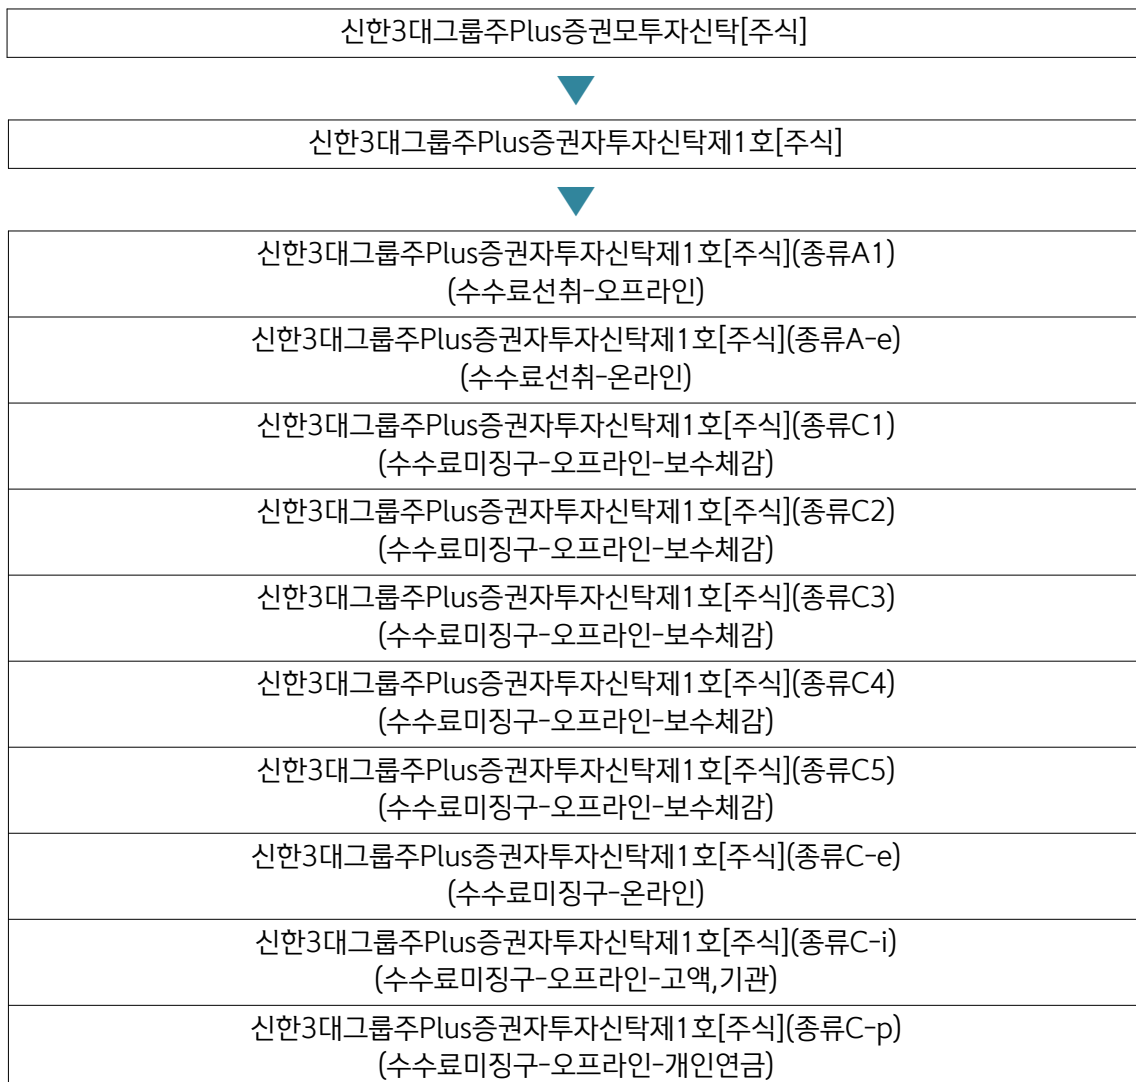 신한3대그룹주Plus증권모투자신탁[주식]
신한3대그룹주Plus증권자투자신탁제1호[주식]
신한3대그룹주Plus증권자투자신탁제1호[주식](종류A1)
(수수료선취-오프라인)
신한3대그룹주Plus증권자투자신탁제1호[주식](종류A-e)
(수수료선취-온라인)
신한3대그룹주Plus증권자투자신탁제1호[주식](종류C1)
(수수료미징구-오프라인-보수체감)
신한3대그룹주Plus증권자투자신탁제1호[주식](종류C2)
(수수료미징구-오프라인-보수체감)
신한3대그룹주Plus증권자투자신탁제1호[주식](종류C3)
(수수료미징구-오프라인-보수체감)
신한3대그룹주Plus증권자투자신탁제1호[주식](종류C4)
(수수료미징구-오프라인-보수체감)
신한3대그룹주Plus증권자투자신탁제1호[주식](종류C5)
(수수료미징구-오프라인-보수체감)
신한3대그룹주Plus증권자투자신탁제1호[주식](종류C-e)
(수수료미징구-온라인)
신한3대그룹주Plus증권자투자신탁제1호[주식](종류C-i)
(수수료미징구-오프라인-고액,기관)
신한3대그룹주Plus증권자투자신탁제1호[주식](종류C-p)
(수수료미징구-오프라인-개인연금)